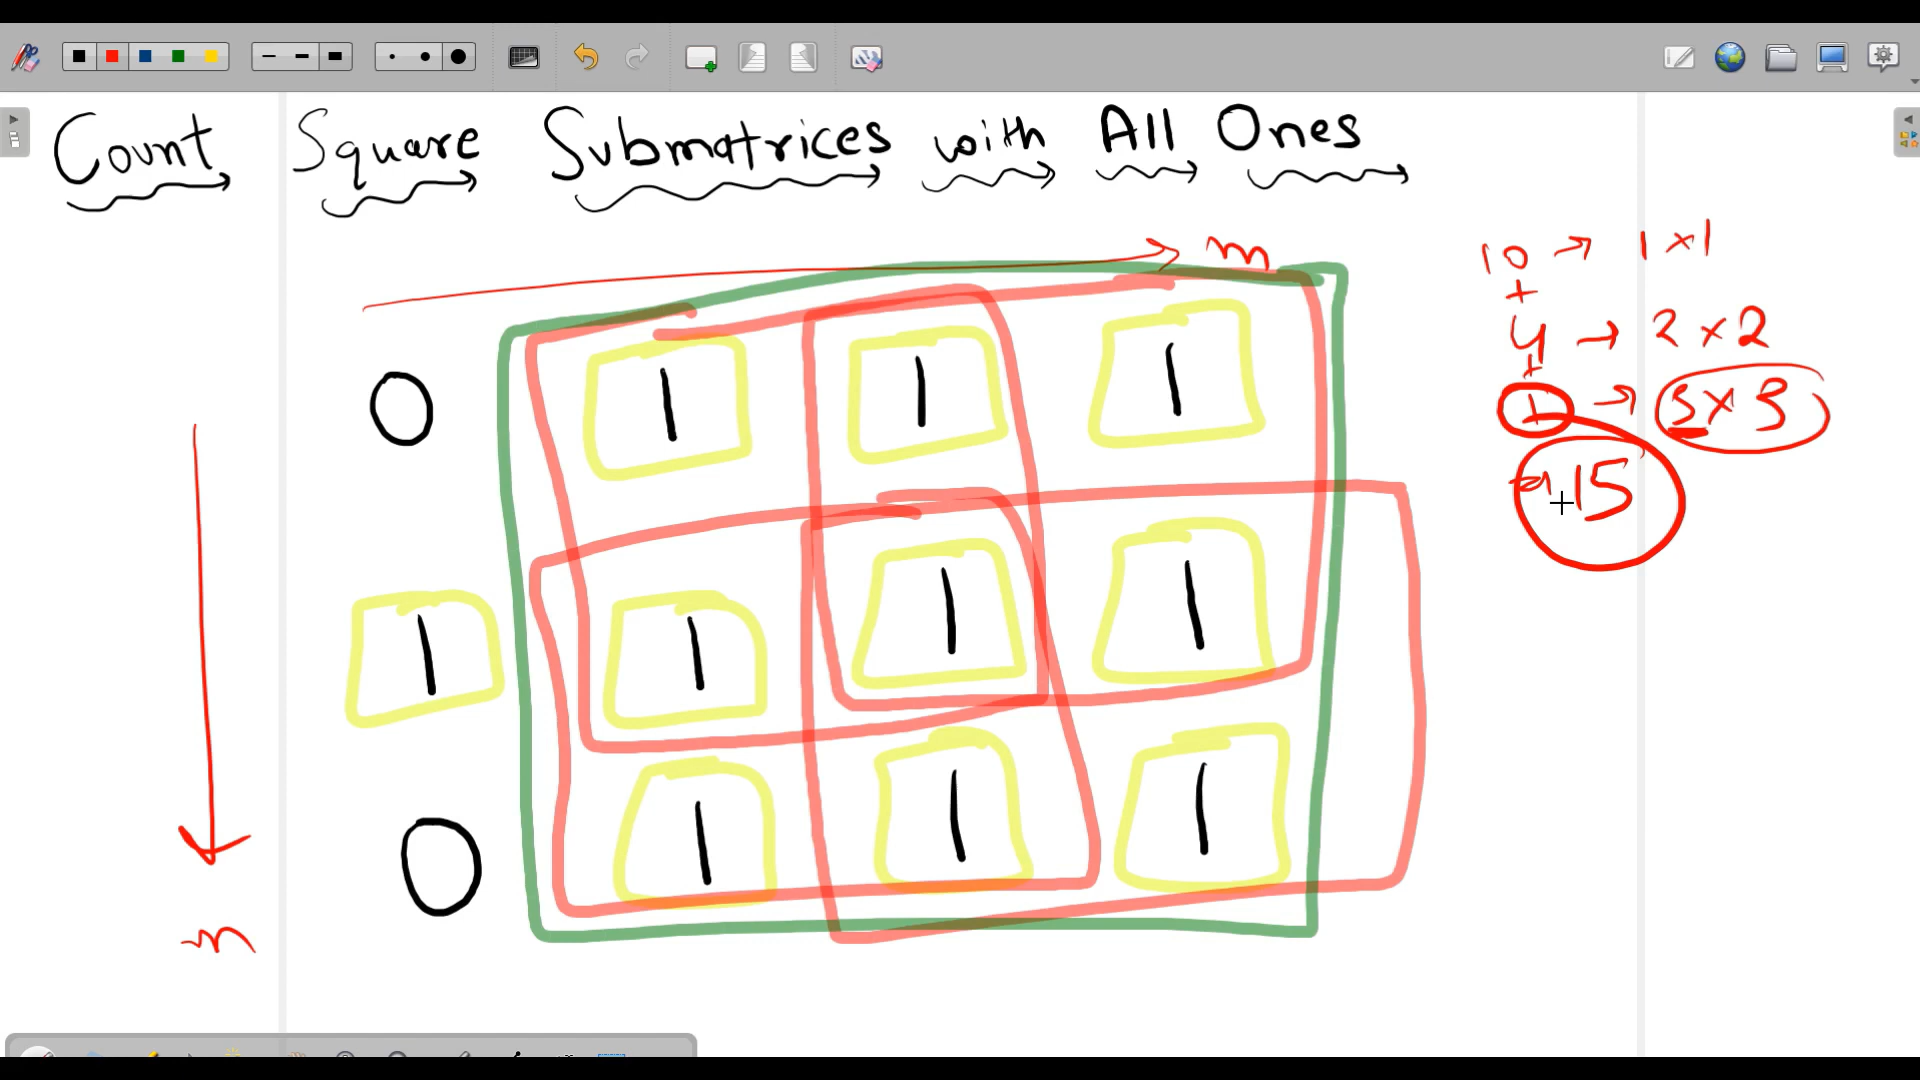 Count Square Submatrices with All Ones
m
10 → 1 × 1
+
4 → 2 × 2
+
1 → 3 × 3
15
0 1 1 1
1 1 1 1
0 1 1 1
n